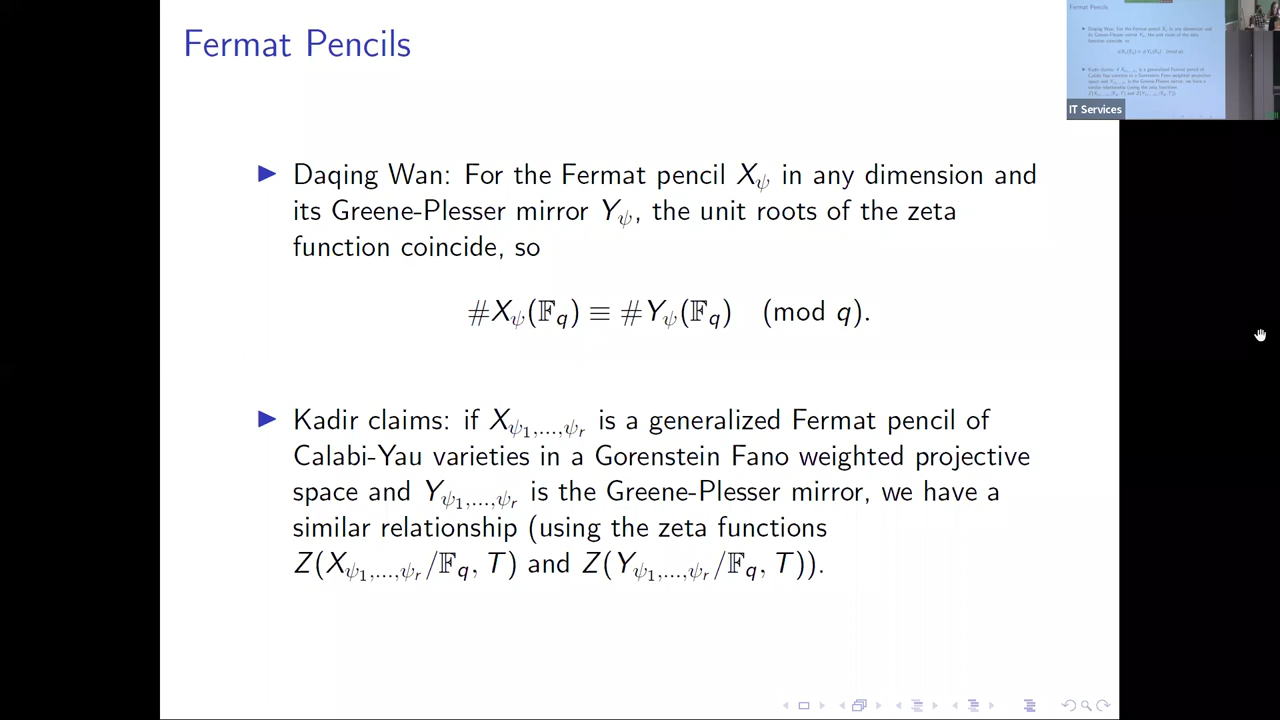 Fermat Pencils
▶ Daqing Wan: For the Fermat pencil X_ψ in any dimension and
its Greene-Plesser mirror Y_ψ, the unit roots of the zeta
function coincide, so
#X_ψ(𝔽_q) ≡ #Y_ψ(𝔽_q) (mod q).
▶ Kadir claims: if X_{ψ_1,...,ψ_r} is a generalized Fermat pencil of
Calabi-Yau varieties in a Gorenstein Fano weighted projective
space and Y_{ψ_1,...,ψ_r} is the Greene-Plesser mirror, we have a
similar relationship (using the zeta functions
Z(X_{ψ_1,...,ψ_r}/𝔽_q, T) and Z(Y_{ψ_1,...,ψ_r}/𝔽_q, T)).
Fermat Pencils
IT Services